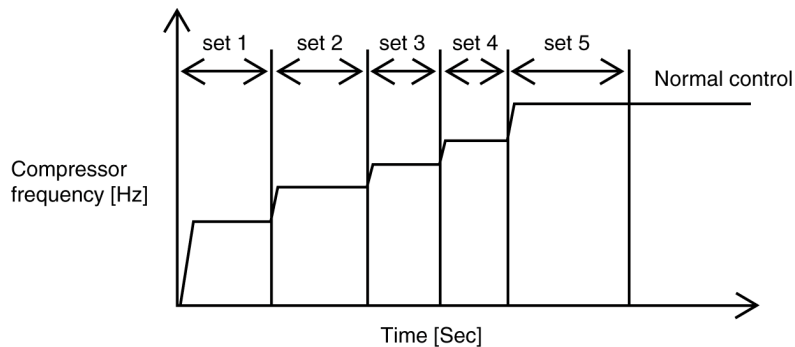 set 1
set 2
set 3
set 4
set 5
Normal control
Compressor
frequency [Hz]
Time [Sec]